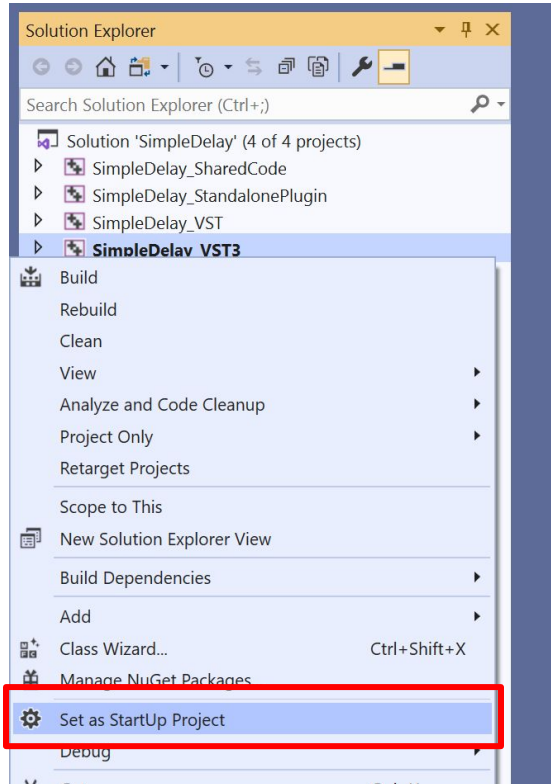 Solution Explorer
Search Solution Explorer (Ctrl+;)
Solution 'SimpleDelay' (4 of 4 projects)
SimpleDelay_SharedCode
SimpleDelay_StandalonePlugin
SimpleDelay_VST
SimpleDelay_VST3
Build
Rebuild
Clean
View
Analyze and Code Cleanup
Project Only
Retarget Projects
Scope to This
New Solution Explorer View
Build Dependencies
Add
Class Wizard... Ctrl+Shift+X
Manage NuGet Packages
Set as StartUp Project
Debug